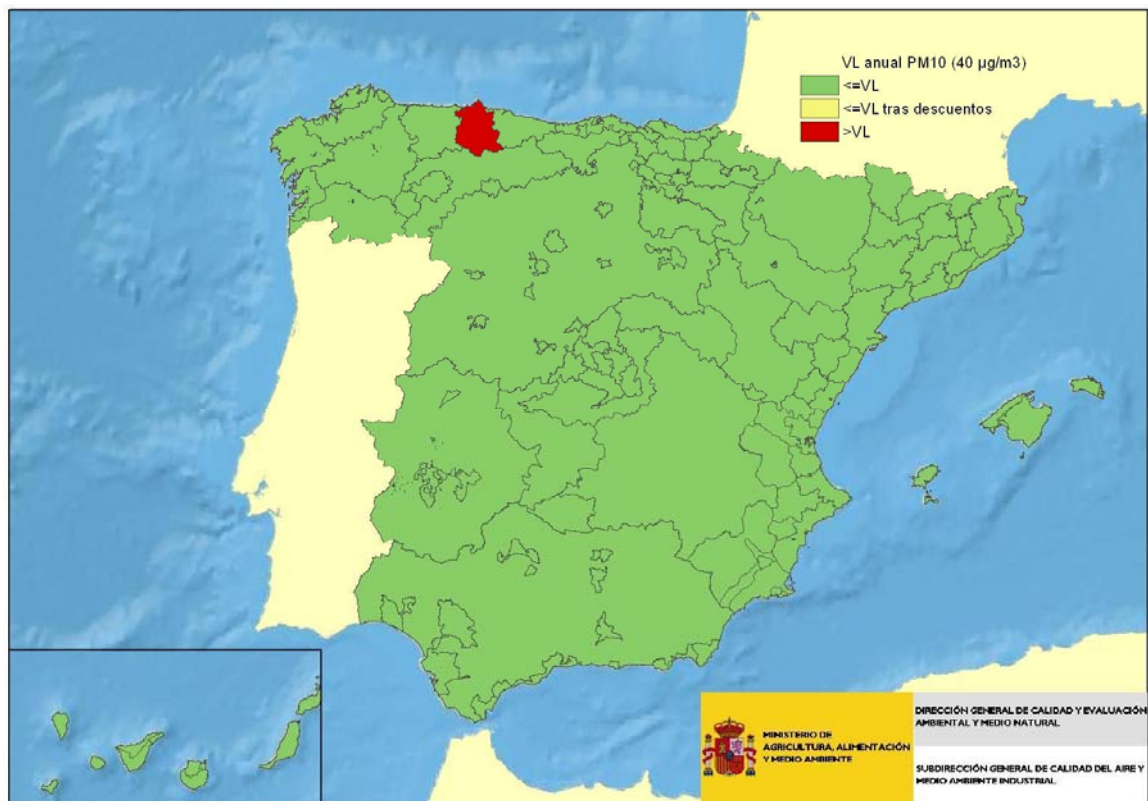 VL anual PM10 (40 µg/m3)
<=VL
<=VL tras descuentos
>VL
MINISTERIO DE
AGRICULTURA, ALIMENTACIÓN
Y MEDIO AMBIENTE
DIRECCIÓN GENERAL DE CALIDAD Y EVALUACIÓN
AMBIENTAL Y MEDIO NATURAL
SUBDIRECCIÓN GENERAL DE CALIDAD DEL AIRE Y
MEDIO AMBIENTE INDUSTRIAL